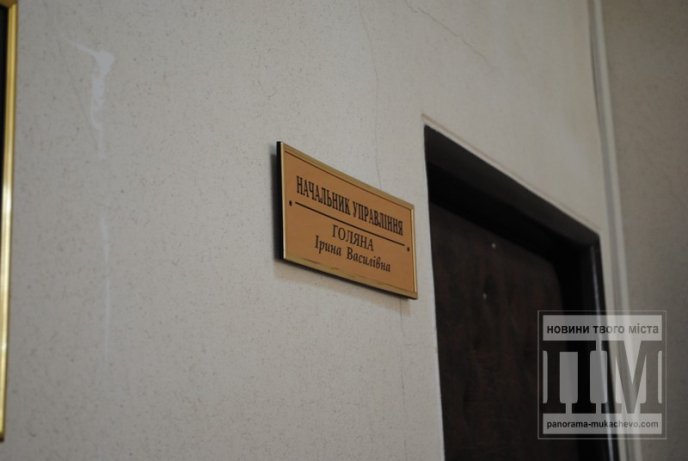 НАЧАЛЬНИК УПРАВЛІННЯ
ГОЛЯНА
Ірина Василівна
НОВИНИ ТВОГО МІСТА
ПМ
panorama-mukachevo.com